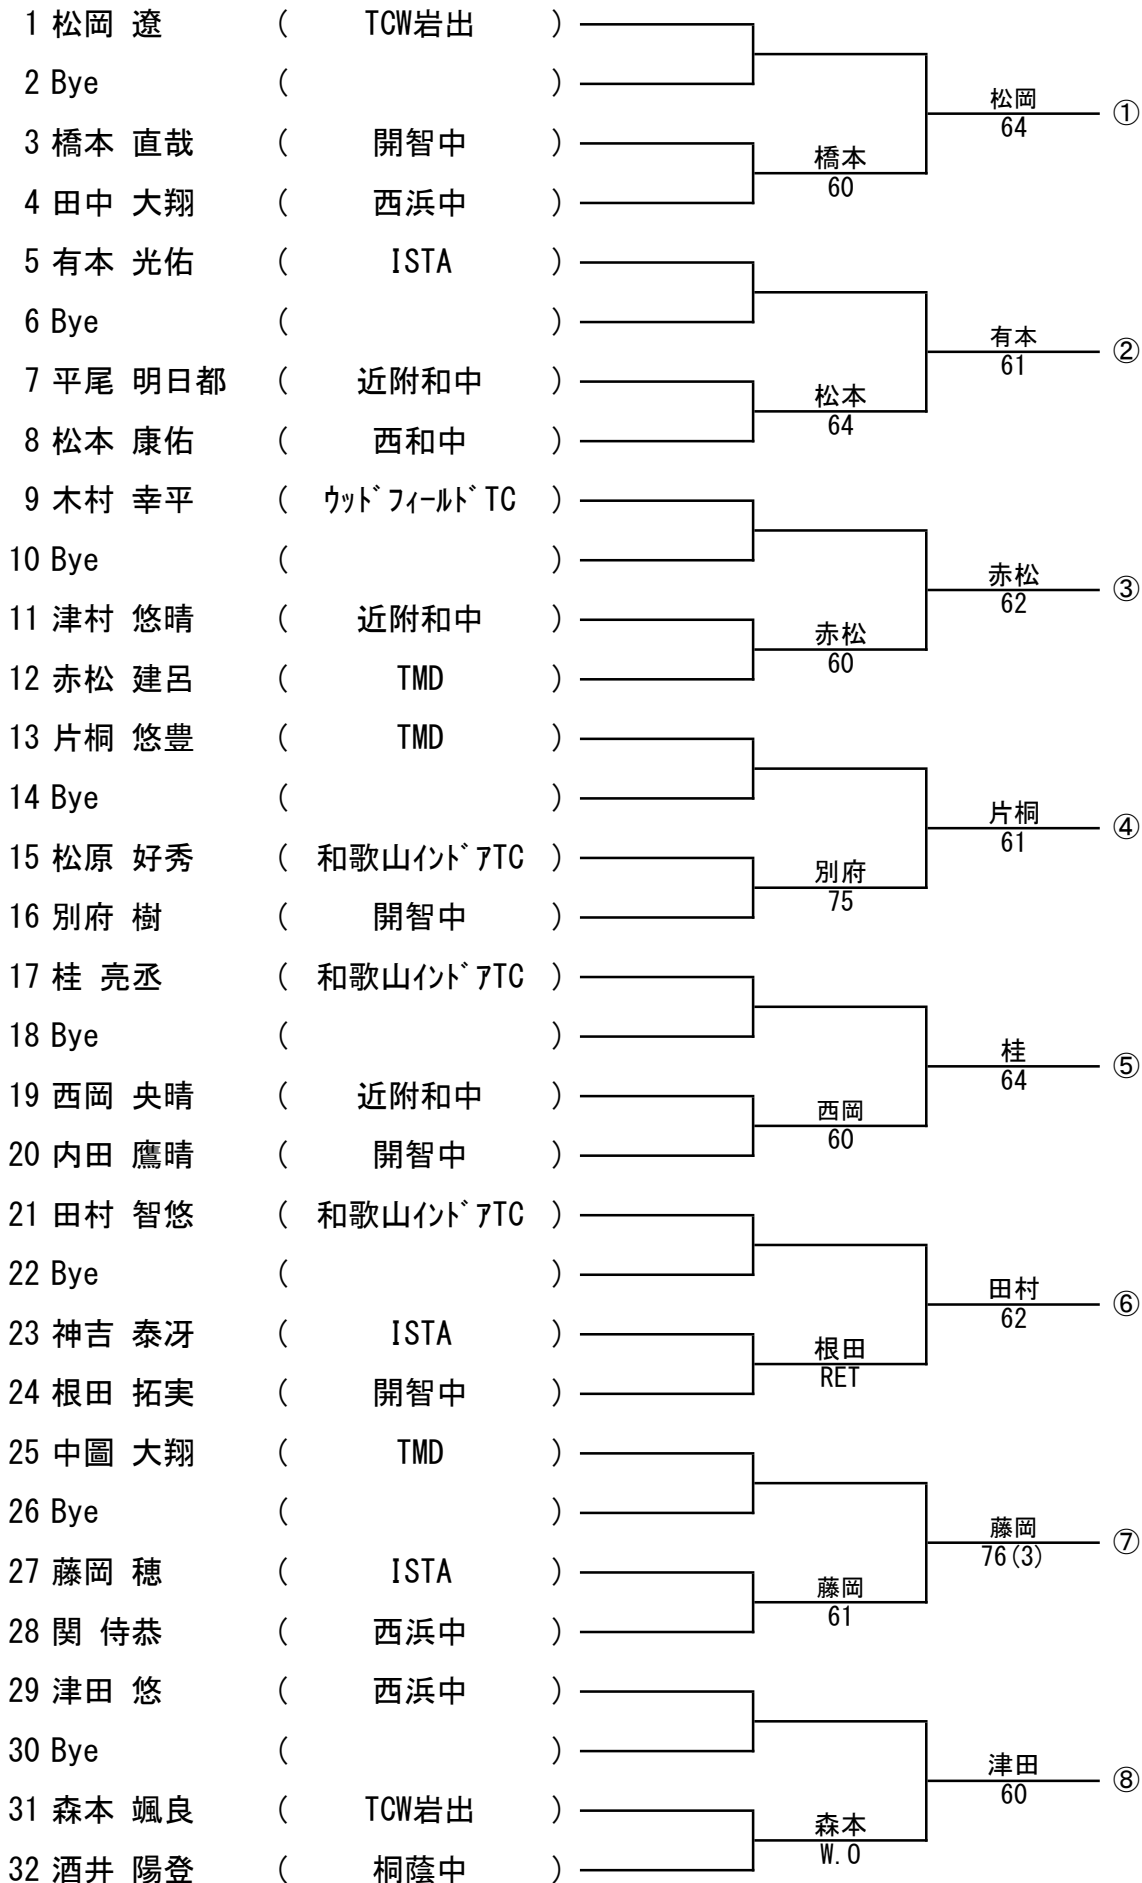 1 松岡 遼 ( TCW岩出 )
2 Bye ( )
松岡 ①
64
3 橋本 直哉 ( 開智中 )
橋本
60
4 田中 大翔 ( 西浜中 )
5 有本 光佑 ( ISTA )
6 Bye ( )
有本 ②
61
7 平尾 明日都 ( 近附和中 )
松本
64
8 松本 康佑 ( 西和中 )
9 木村 幸平 ( ウッドフィールドTC )
10 Bye ( )
赤松 ③
62
11 津村 悠晴 ( 近附和中 )
赤松
60
12 赤松 建呂 ( TMD )
13 片桐 悠豊 ( TMD )
14 Bye ( )
片桐 ④
61
15 松原 好秀 ( 和歌山インドアTC )
別府
75
16 別府 樹 ( 開智中 )
17 桂 亮丞 ( 和歌山インドアTC )
18 Bye ( )
桂 ⑤
64
19 西岡 央晴 ( 近附和中 )
西岡
60
20 内田 鷹晴 ( 開智中 )
21 田村 智悠 ( 和歌山インドアTC )
22 Bye ( )
田村 ⑥
62
23 神吉 泰冴 ( ISTA )
根田
RET
24 根田 拓実 ( 開智中 )
25 中圖 大翔 ( TMD )
26 Bye ( )
藤岡 ⑦
76(3)
27 藤岡 穂 ( ISTA )
藤岡
61
28 関 侍恭 ( 西浜中 )
29 津田 悠 ( 西浜中 )
30 Bye ( )
津田 ⑧
60
31 森本 颯良 ( TCW岩出 )
森本
W.O
32 酒井 陽登 ( 桐蔭中 )